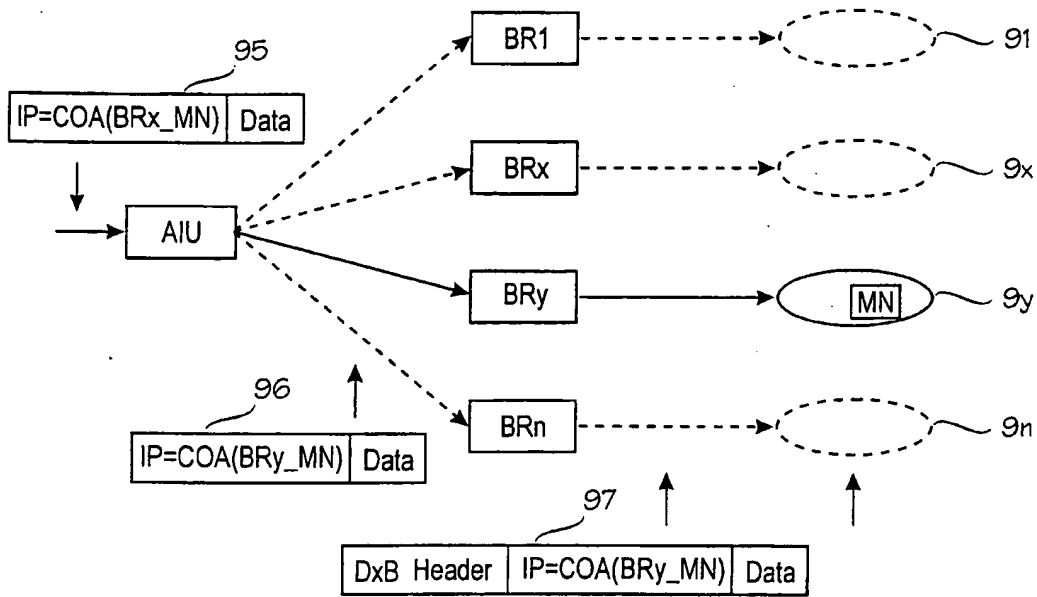 BR1
91
95
IP=COA(BRx_MN) Data
BRx
9x
AIU
BRy
MN
9y
96
IP=COA(BRy_MN) Data
BRn
9n
97
DxB Header IP=COA(BRy_MN) Data